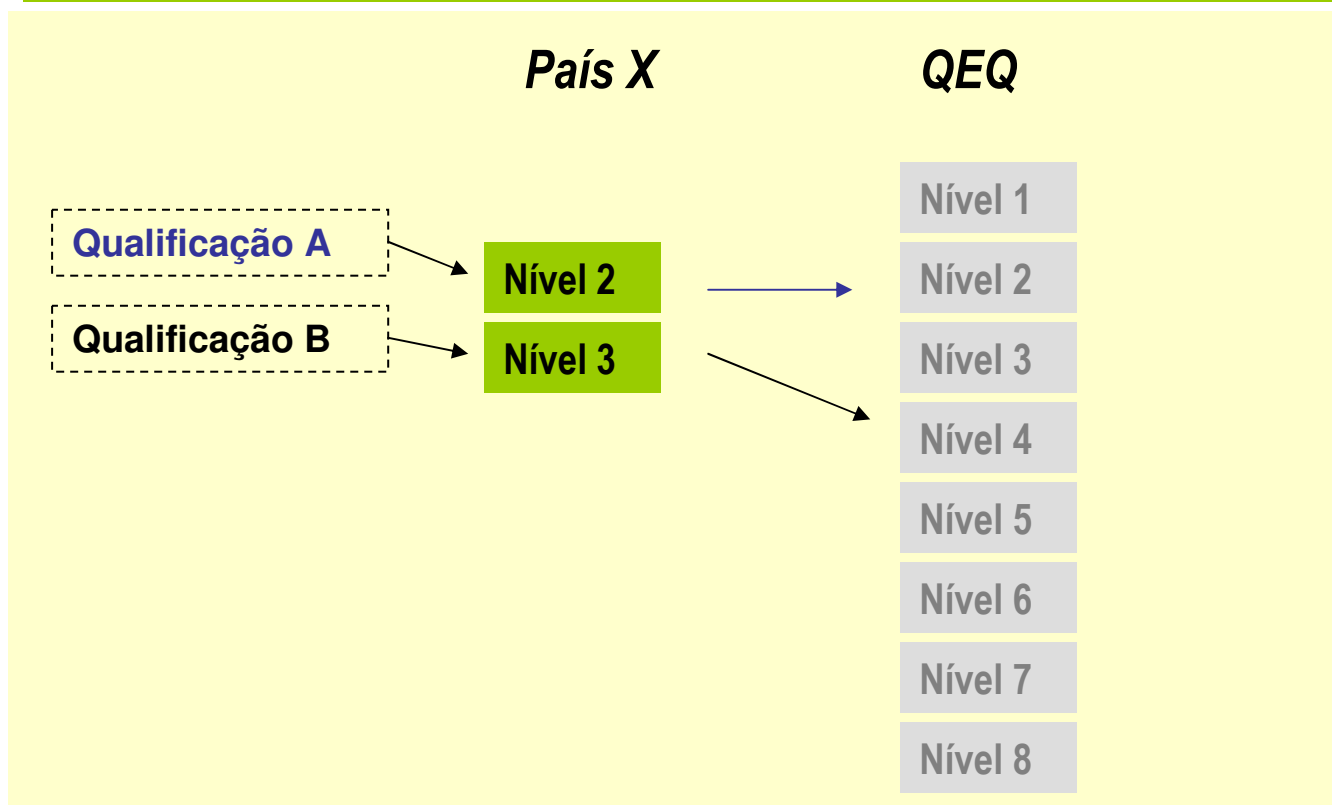 País X QEQ
Nível 1
Qualificação A
Nível 2 Nível 2
Qualificação B
Nível 3 Nível 3
Nível 4
Nível 5
Nível 6
Nível 7
Nível 8